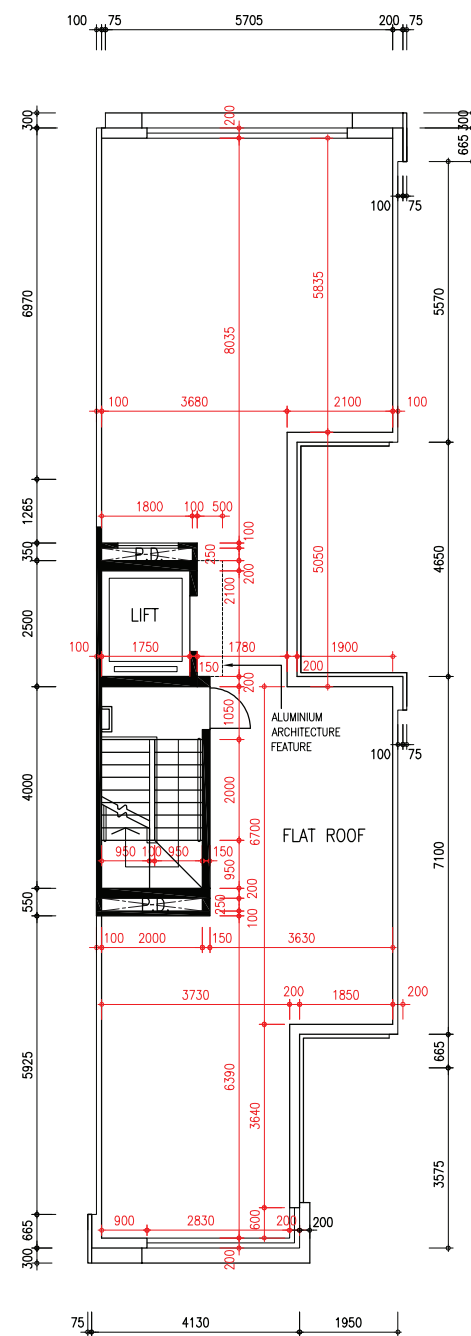 100 75 5705 200 75
300 200 300
665
100 75
6970 8035 5835 5570
100 3680 2100 100
1265 1800 100 500
350 P.D. 250 100
200
2500 LIFT 2100 5050 4650
100 1750 150 1780 200 1900
200
1050 ALUMINIUM
ARCHITECTURE
FEATURE
100 75
4000 2000 6700 FLAT ROOF 7100
950 100 950 150 950
550 P.D. 250 200
100
100 2000 150 3630
3730 200 1850 200
5925 6390 3640 665
3575
900 2830 600 200 200
665
300 200
75 4130 1950